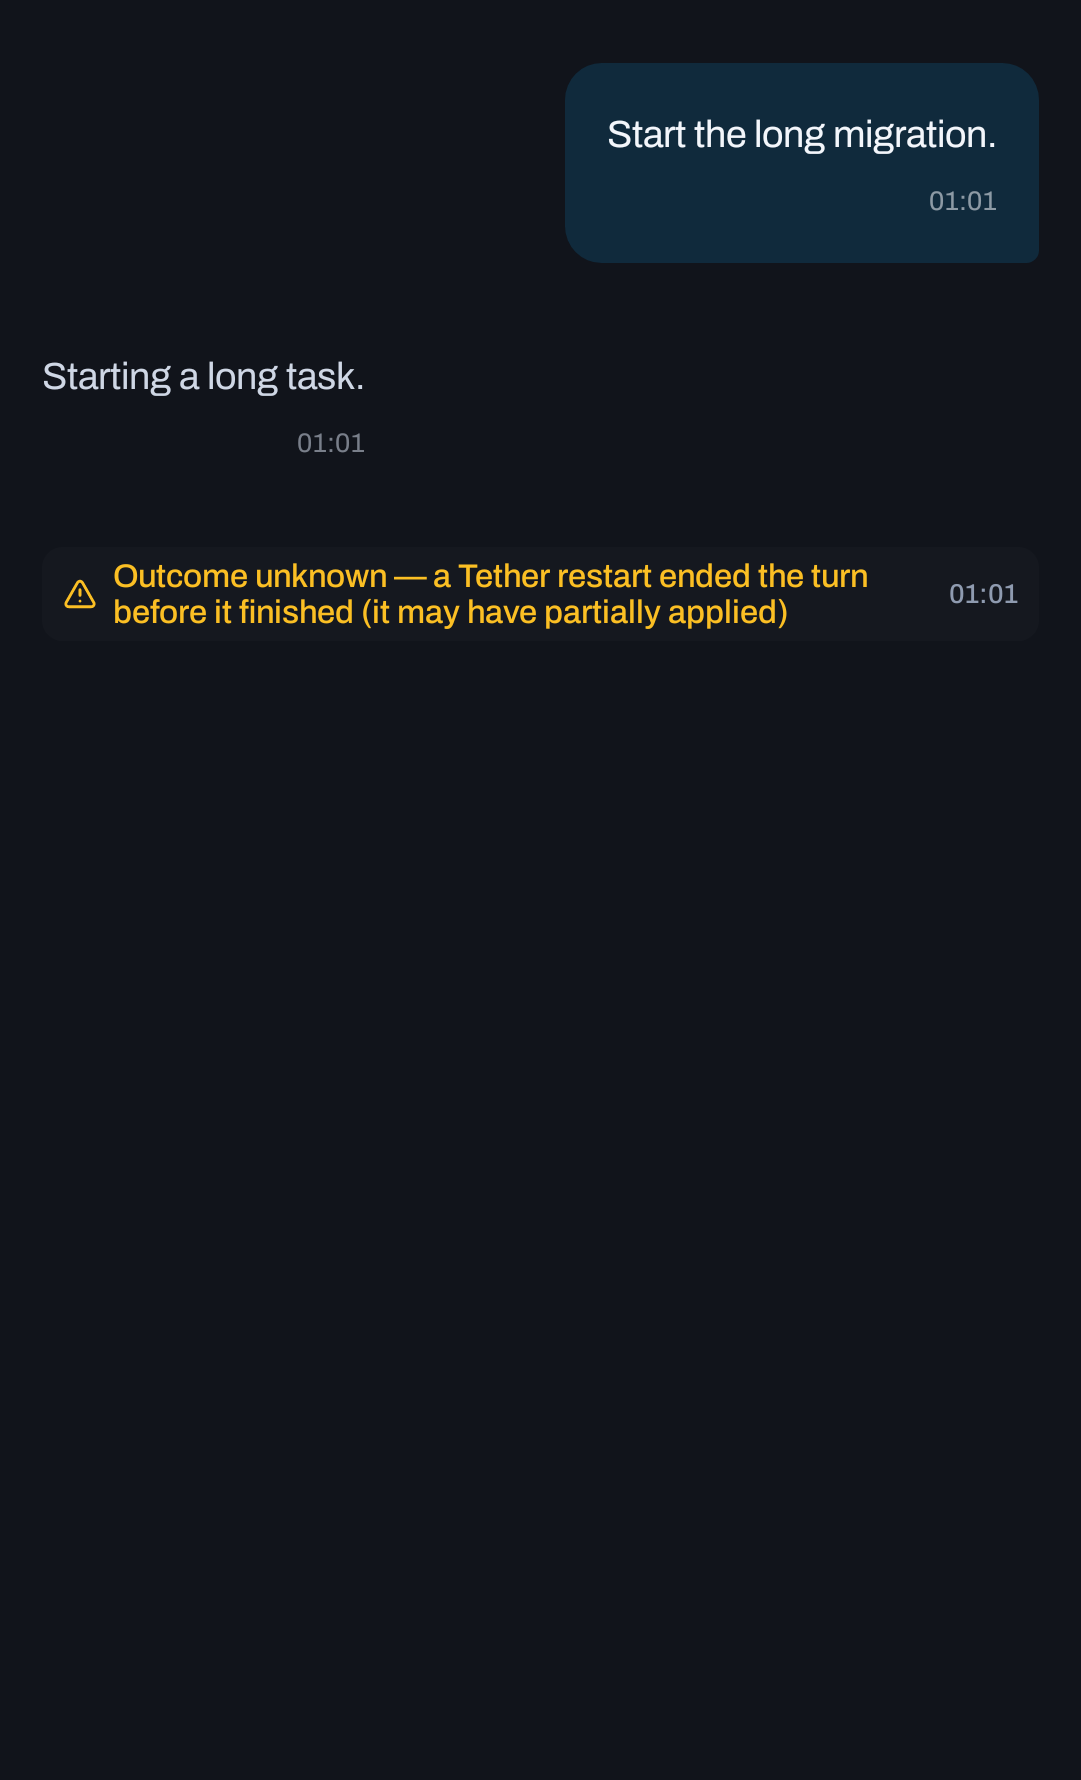 Start the long migration.
01:01
Starting a long task.
01:01
Outcome unknown — a Tether restart ended the turn
before it finished (it may have partially applied)
01:01